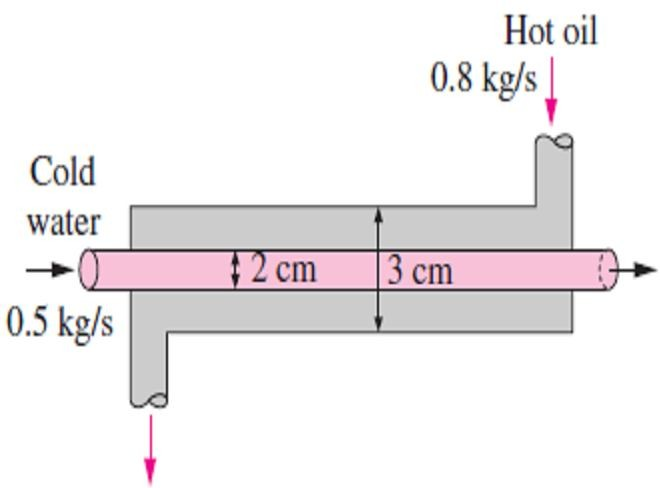 Hot oil
0.8 kg/s
Cold
water
2 cm
3 cm
0.5 kg/s